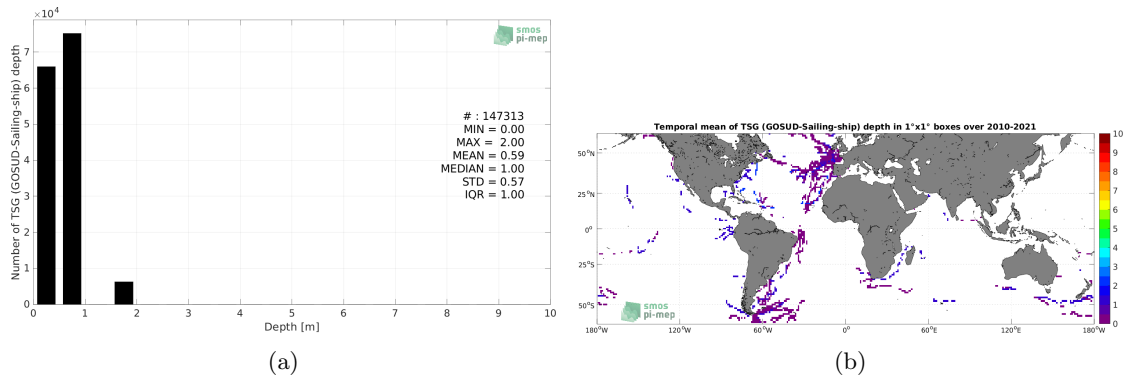 ×10⁴
7
6
5
4
3
2
1
0
Number of TSG (GOSUD-Sailing-ship) depth
smos
pi-mep
# : 147313
MIN = 0.00
MAX = 2.00
MEAN = 0.59
MEDIAN = 1.00
STD = 0.57
IQR = 1.00
0 1 2 3 4 5 6 7 8 9 10
Depth [m]
(a)
Temporal mean of TSG (GOSUD-Sailing-ship) depth in 1°x1° boxes over 2010-2021
50°N
25°N
0°
25°S
50°S
smos
pi-mep
180°W 120°W 60°W 0° 60°E 120°E 180°E
10
9
8
7
6
5
4
3
2
1
0
(b)